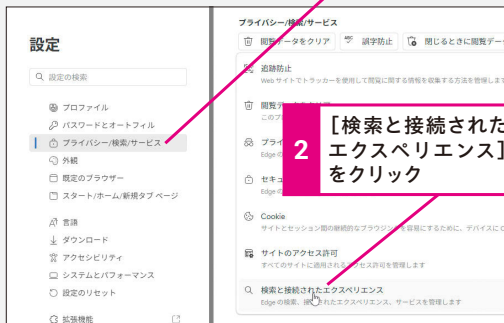 設定
設定の検索
プロファイル
パスワードとオートフィル
プライバシー/検索/サービス
外観
既定のブラウザー
スタート/ホーム/新規タブ ページ
言語
ダウンロード
アクセシビリティ
システムとパフォーマンス
設定のリセット
拡張機能
プライバシー/検索/サービス
閲覧データをクリア
誤字防止
閉じるときに閲覧デー
追跡防止
Web サイトでトラッカーを使用して閲覧に関する情報を収集する方法を管理しま
閲覧デ
このブ
プライ
Edge の
セキュ
Edge の
2
[検索と接続された
エクスペリエンス]
をクリック
Cookie
サイトとセッション間の継続的なブラウジングを容易にするために、デバイスに
サイトのアクセス許可
すべてのサイトに適用されるアクセス許可を管理します
検索と接続されたエクスペリエンス
Edge の検索、接続されたエクスペリエンス、サービスを管理します